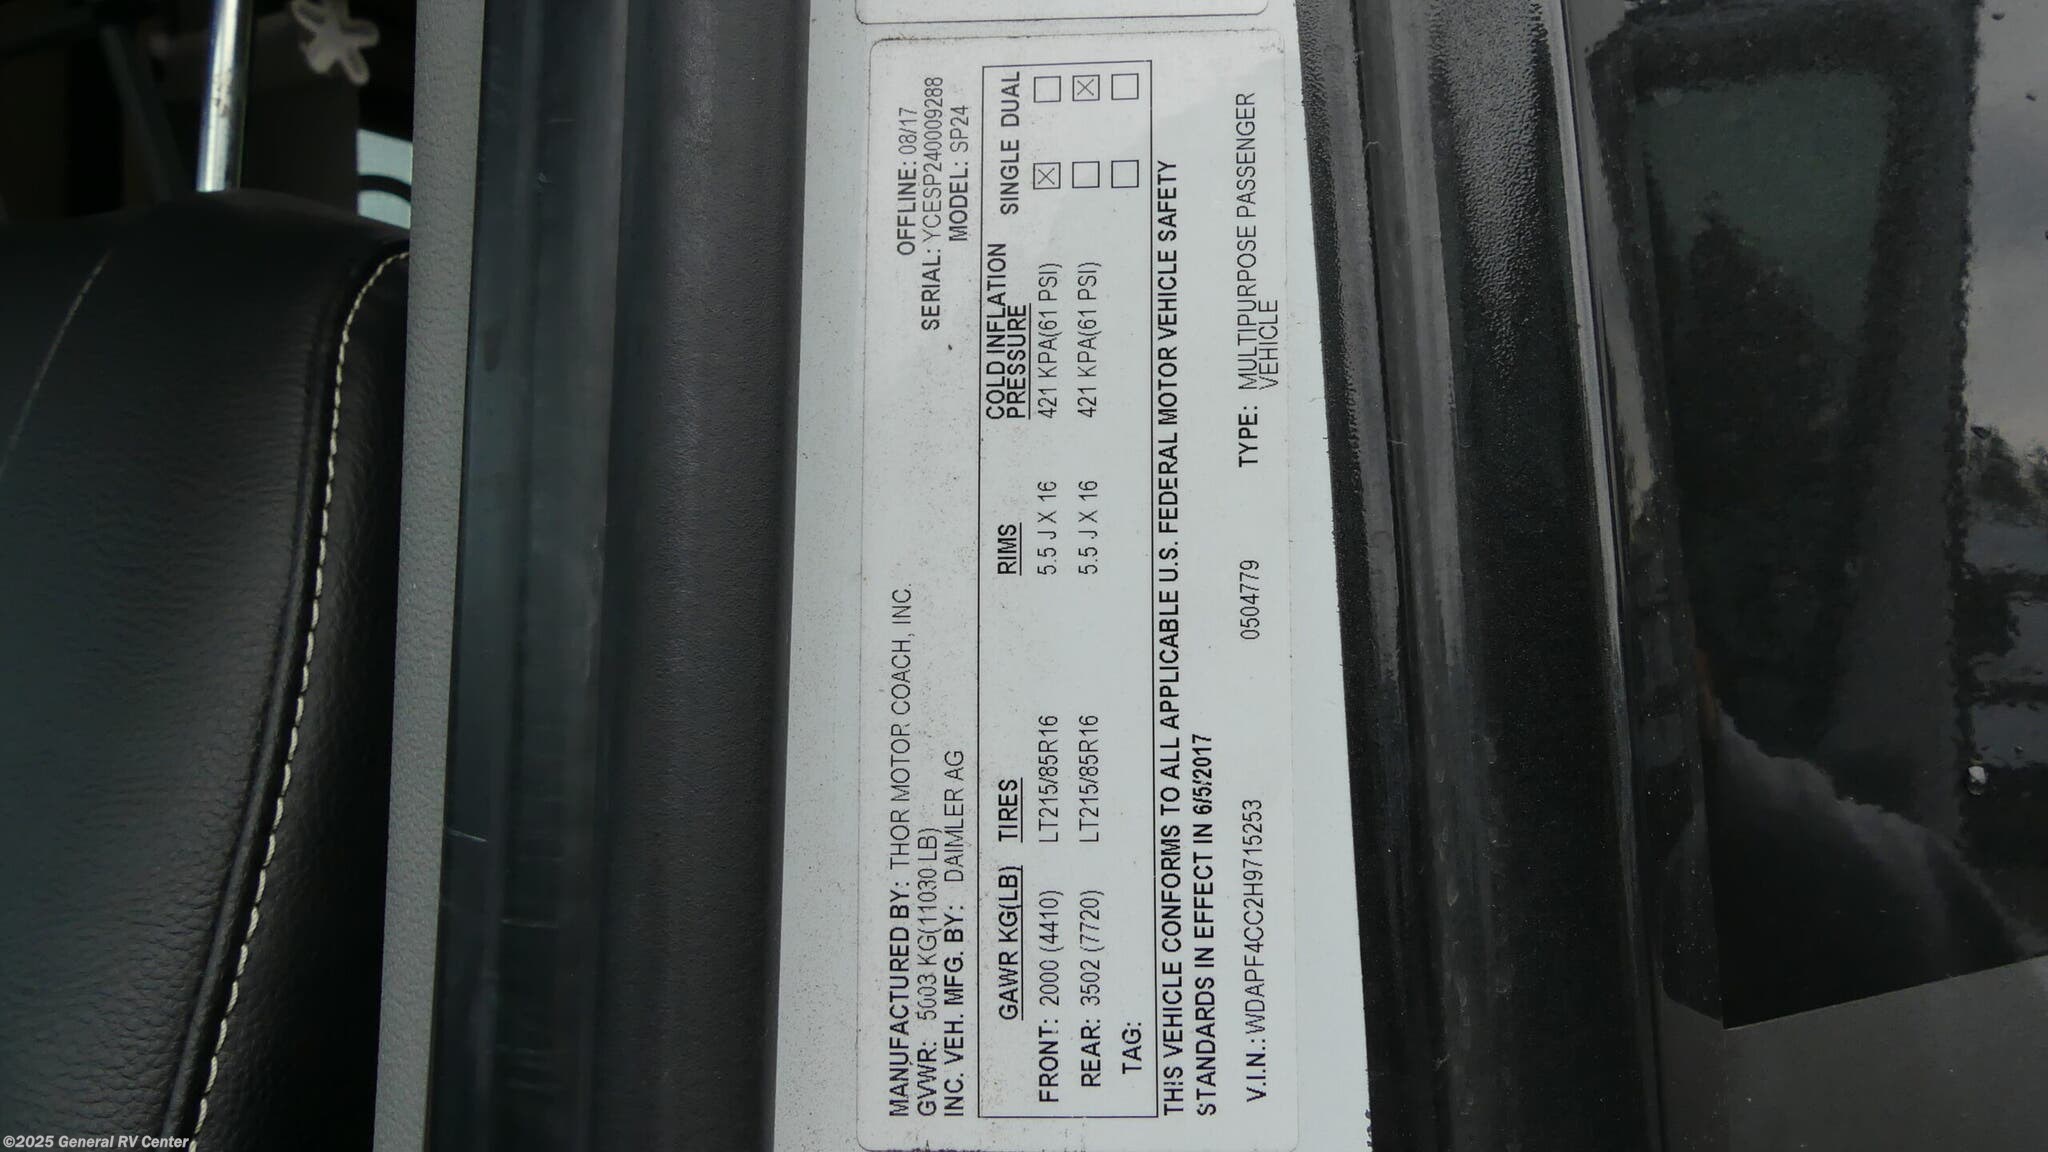 MANUFACTURED BY: THOR MOTOR COACH, INC. OFFLINE: 08/17
GVWR: 5003 KG(11030 LB) SERIAL: YCESP240009288
INC. VEH. MFG. BY: DAIMLER AG MODEL: SP24
GAWR KG(LB) TIRES RIMS COLD INFLATION PRESSURE SINGLE DUAL
FRONT: 2000 (4410) LT215/85R16 5.5 J X 16 421 KPA(61 PSI) ☒ ☐
REAR: 3502 (7720) LT215/85R16 5.5 J X 16 421 KPA(61 PSI) ☐ ☒
TAG: ☐ ☐
THIS VEHICLE CONFORMS TO ALL APPLICABLE U.S. FEDERAL MOTOR VEHICLE SAFETY
STANDARDS IN EFFECT IN 6/5/2017
V.I.N.: WDAPF4CC2H9715253 0504779 TYPE: MULTIPURPOSE PASSENGER
VEHICLE
©2025 General RV Center